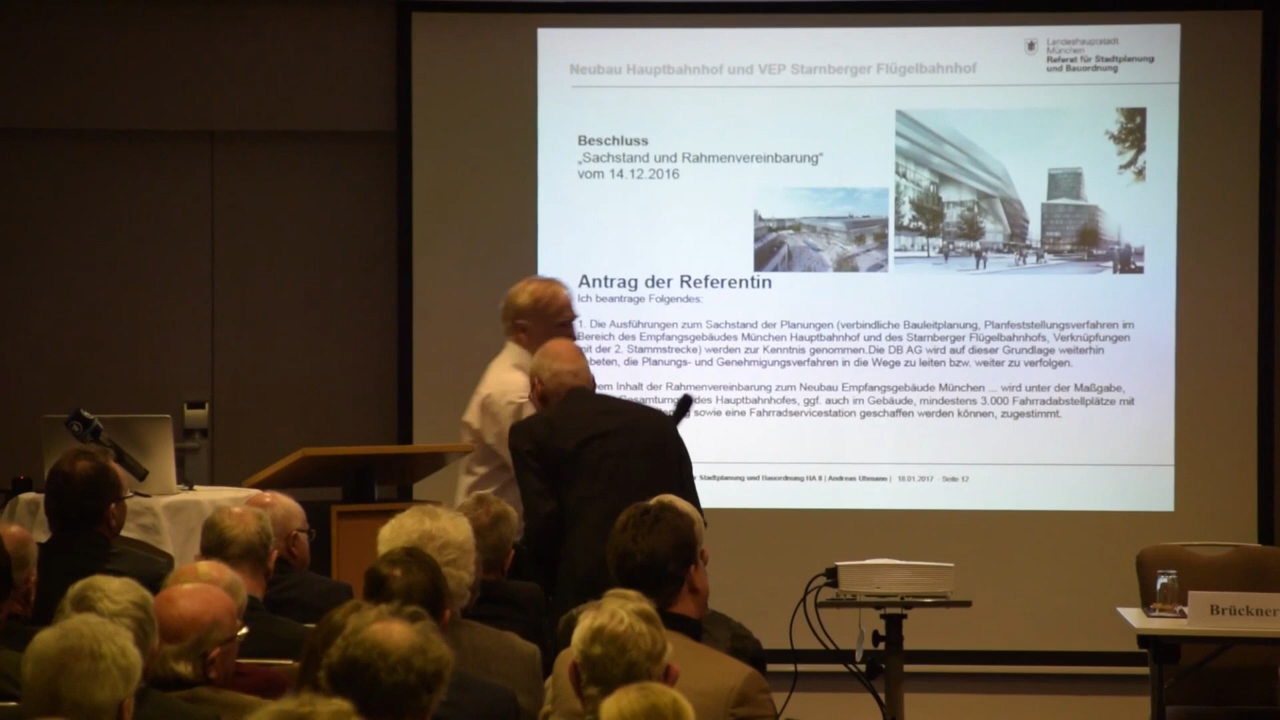 Landeshauptstadt
München
Referat für Stadtplanung
und Bauordnung
Neubau Hauptbahnhof und VEP Starnberger Flügelbahnhof
Beschluss
„Sachstand und Rahmenvereinbarung"
vom 14.12.2016
Antrag der Referentin
Ich beantrage Folgendes:
1. Die Ausführungen zum Sachstand der Planungen (verbindliche Bauleitplanung, Planfeststellungsverfahren im
Bereich des Empfangsgebäudes München Hauptbahnhof und des Starnberger Flügelbahnhofs, Verknüpfungen
mit der 2. Stammstrecke) werden zur Kenntnis genommen.Die DB AG wird auf dieser Grundlage weiterhin
beten, die Planungs- und Genehmigungsverfahren in die Wege zu leiten bzw. weiter zu verfolgen.
Dem Inhalt der Rahmenvereinbarung zum Neubau Empfangsgebäude München ... wird unter der Maßgabe,
des Hauptbahnhofes, ggf. auch im Gebäude, mindestens 3.000 Fahrradabstellplätze mit
sowie eine Fahrradservicestation geschaffen werden können, zugestimmt.
Stadtplanung und Bauordnung HA II | Andreas Uhmann | 18.01.2017 - Seite 12
Brückner